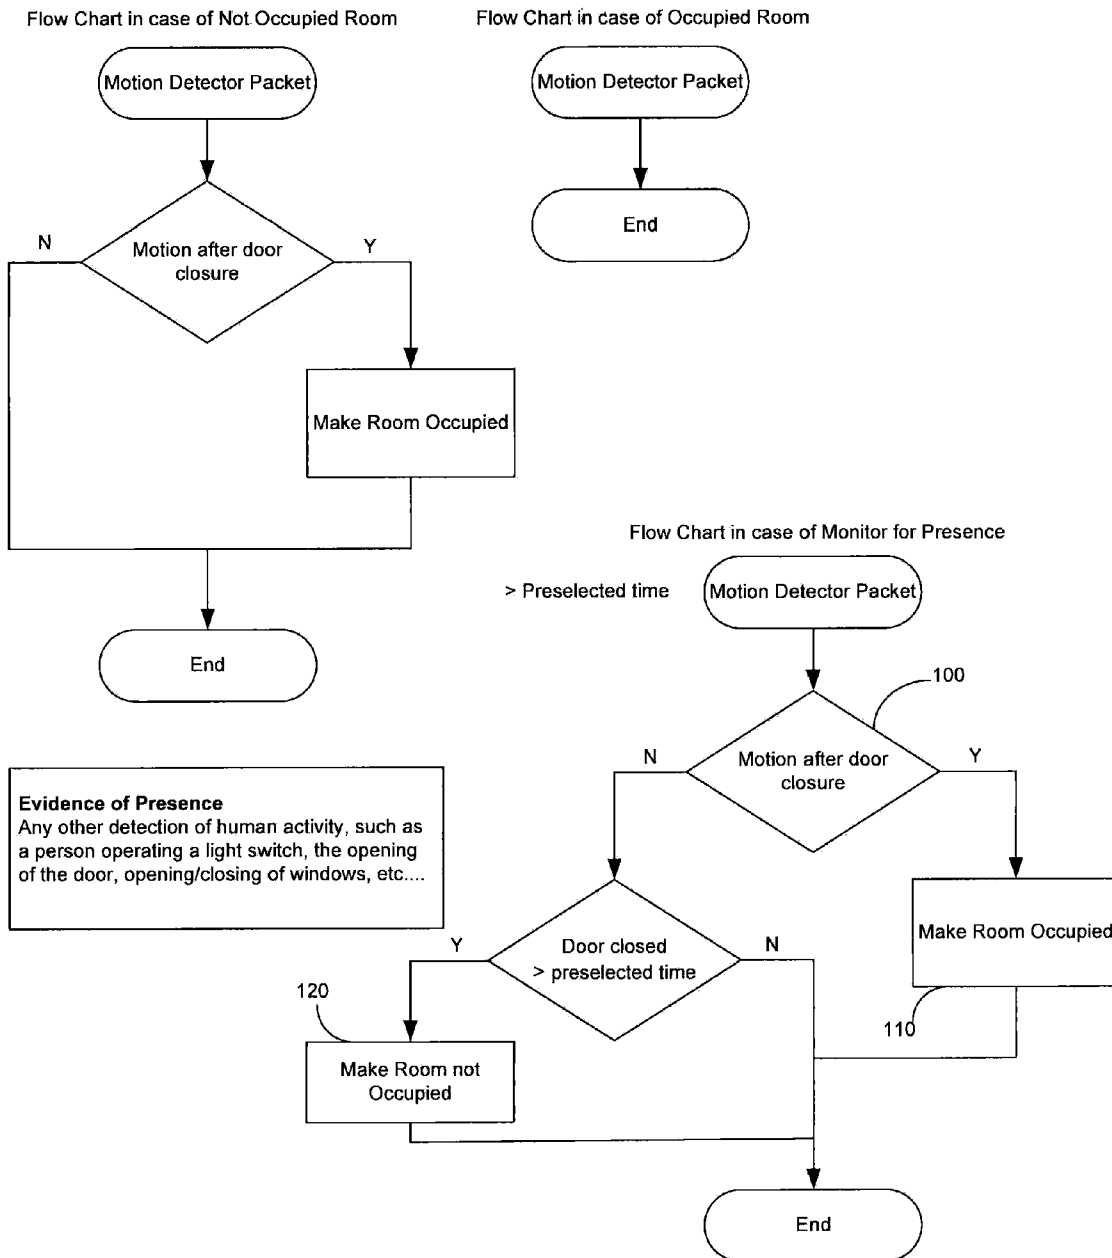 Flow Chart in case of Not Occupied Room
Motion Detector Packet
Motion after door
closure
N
Y
Make Room Occupied
End
Flow Chart in case of Occupied Room
Motion Detector Packet
End
Flow Chart in case of Monitor for Presence
> Preselected time
Motion Detector Packet
100
Motion after door
closure
N
Y
Make Room Occupied
110
Door closed
> preselected time
Y
N
120
Make Room not
Occupied
End
Evidence of Presence
Any other detection of human activity, such as
a person operating a light switch, the opening
of the door, opening/closing of windows, etc....